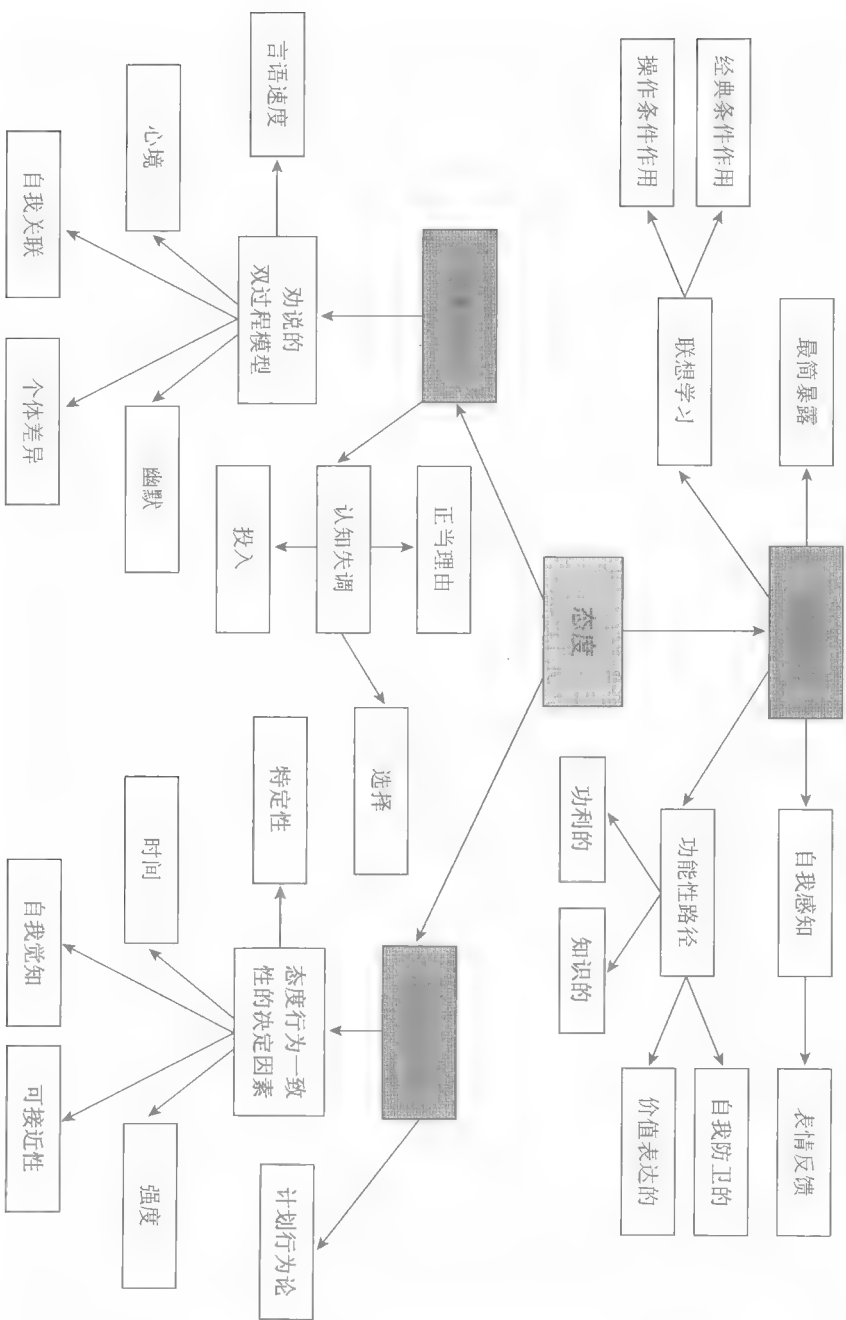 最简暴露
自我感知
表情反馈
经典条件作用
自我防卫的
联想学习
功能性路径
操作条件作用
价值表达的
态度
功利的
知识的
正当理由
选择
认知失调
投入
劝说的
双过程模型
态度行为一致
性的决定因素
计划行为论
言语速度
特定性
心境
幽默
时间
强度
自我关联
个体差异
自我觉知
可接近性